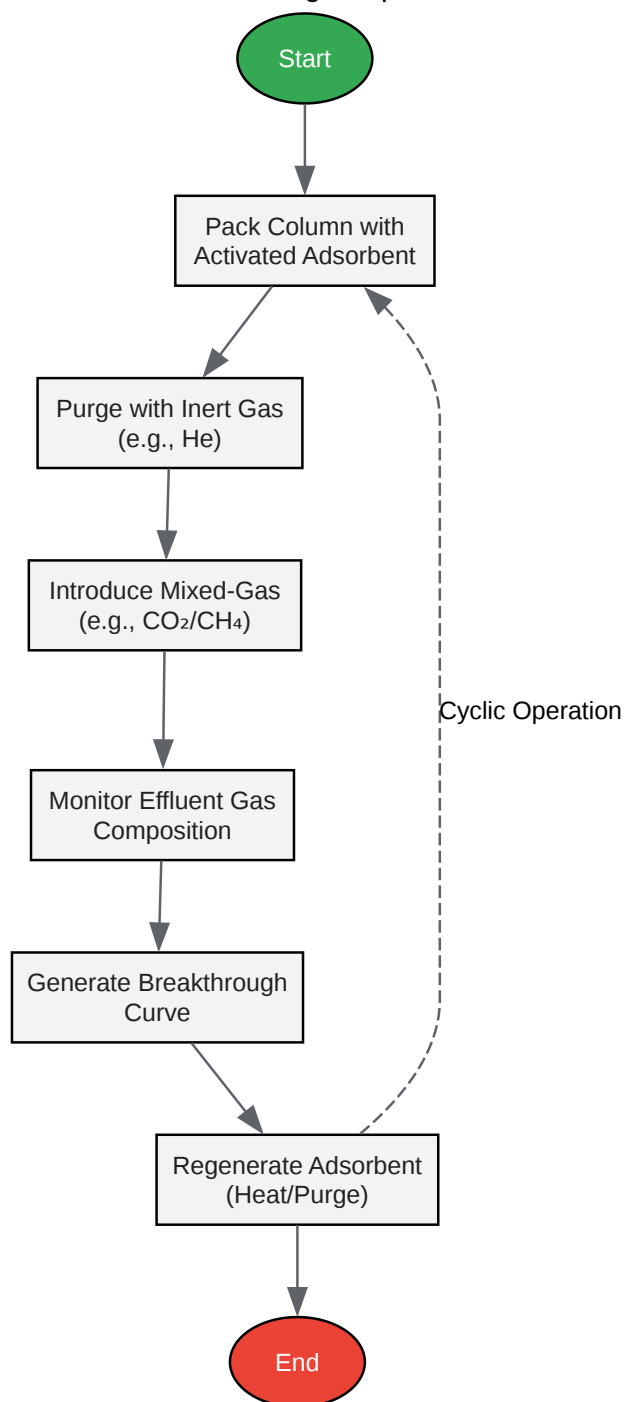 Start
Pack Column with
Activated Adsorbent
Purge with Inert Gas
(e.g., He)
Introduce Mixed-Gas
(e.g., CO₂/CH₄)
Monitor Effluent Gas
Composition
Cyclic Operation
Generate Breakthrough
Curve
Regenerate Adsorbent
(Heat/Purge)
End